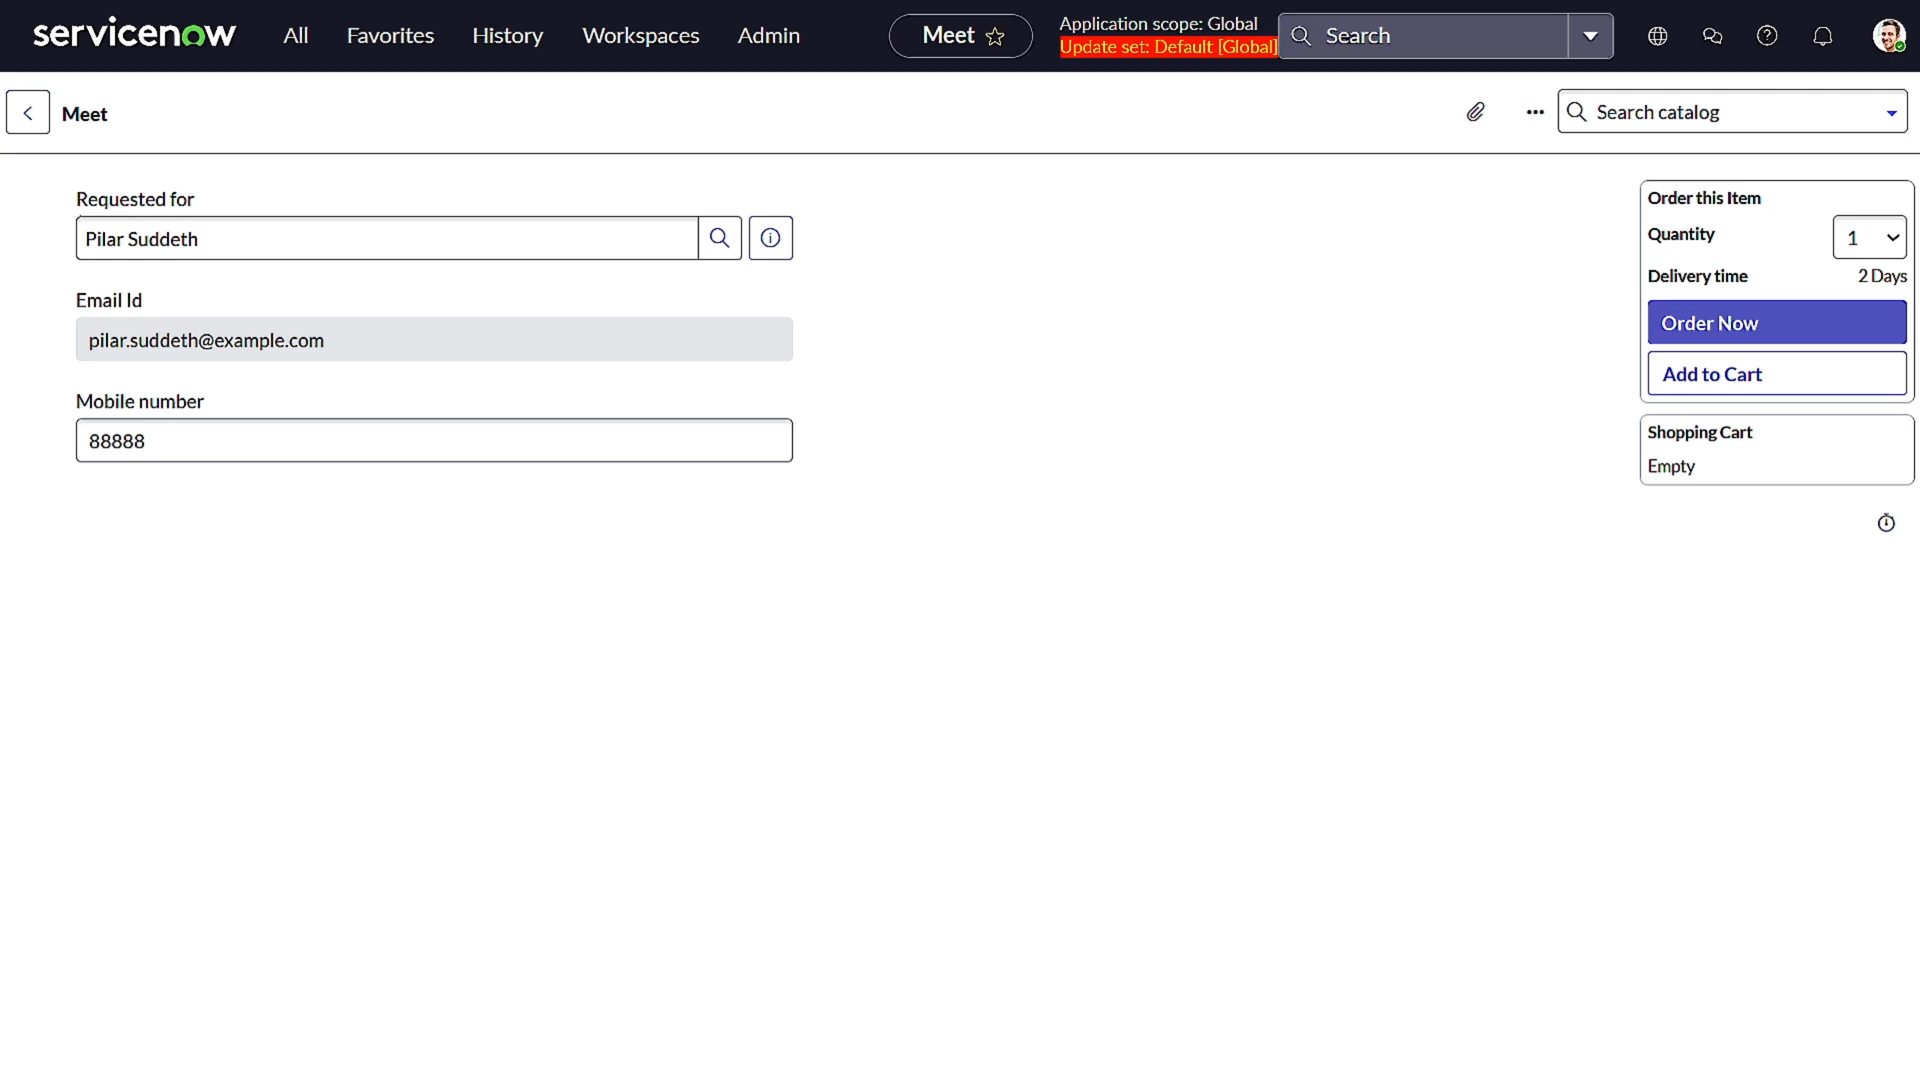 servicenow
All
Favorites
History
Workspaces
Admin
Meet
Application scope: Global
Update set: Default [Global]
Search
Meet
Search catalog
Requested for
Pilar Suddeth
Email Id
pilar.suddeth@example.com
Mobile number
88888
Order this Item
Quantity
1
Delivery time
2 Days
Order Now
Add to Cart
Shopping Cart
Empty